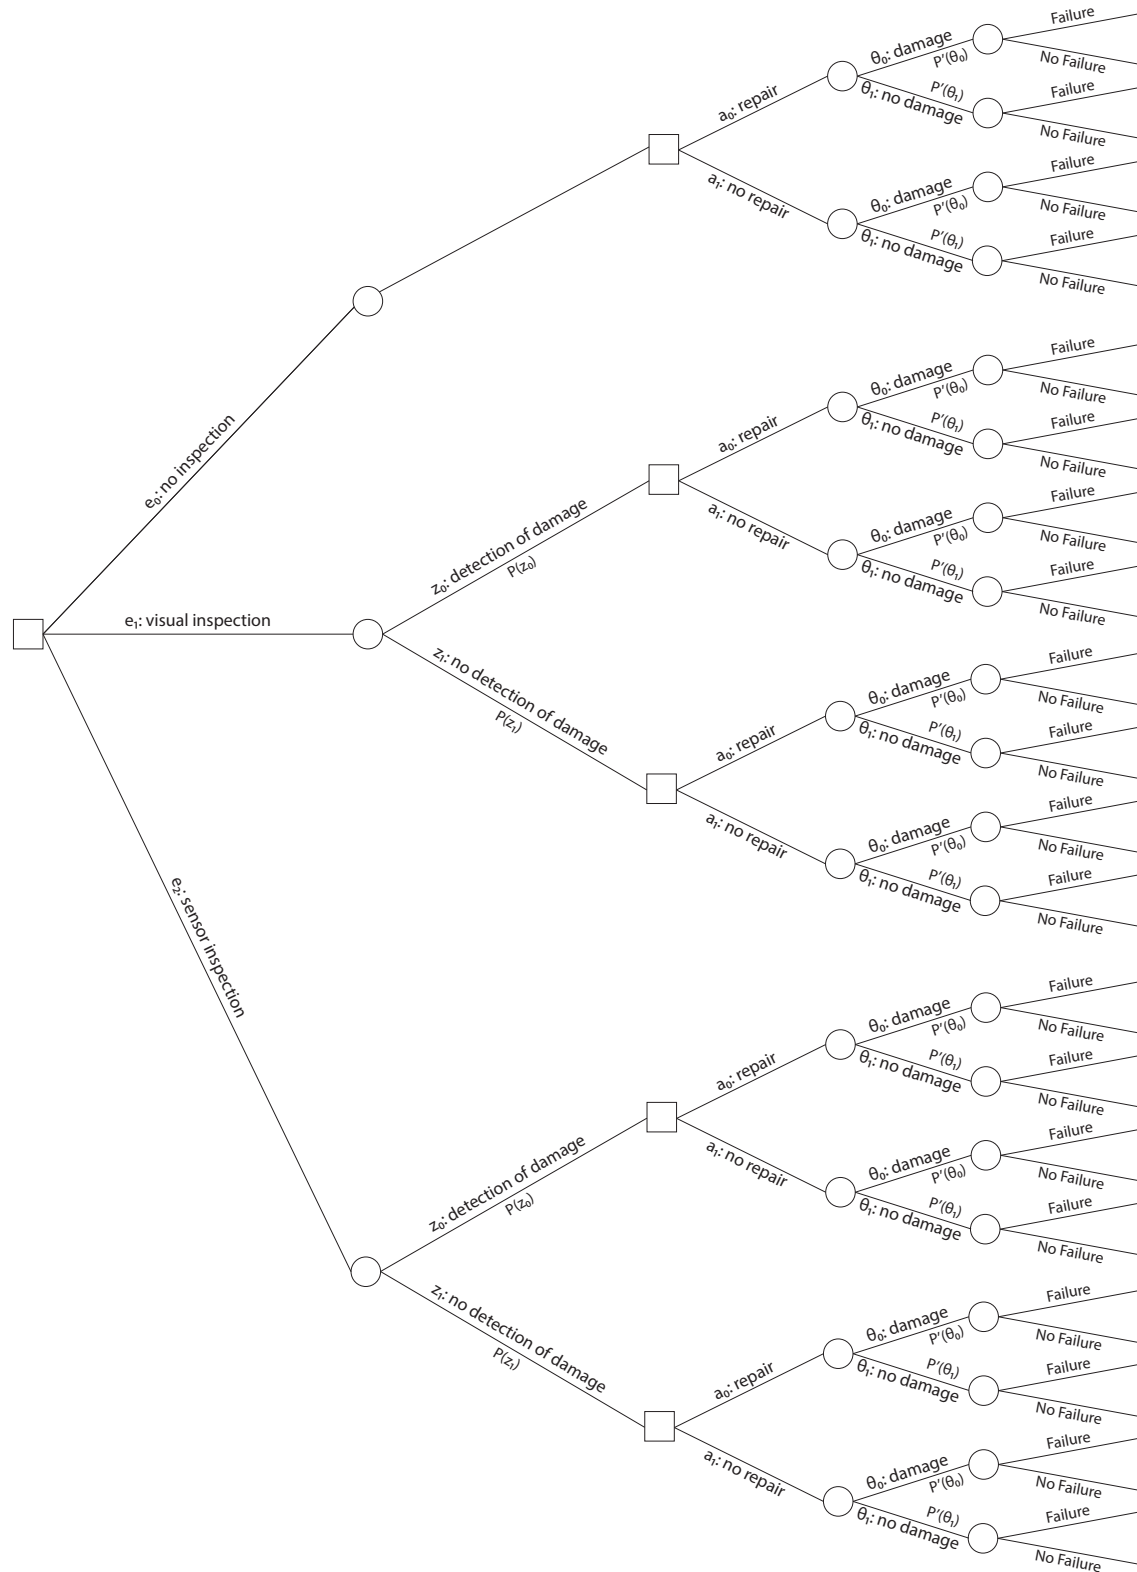 Failure
θ₀: damage
P'(θ₀)
No Failure
a₀: repair
P'(θ₁)
Failure
θ₁: no damage
No Failure
Failure
a₁: no repair
θ₀: damage
P'(θ₀)
No Failure
P'(θ₁)
Failure
θ₁: no damage
No Failure
e₀: no inspection
Failure
θ₀: damage
P'(θ₀)
No Failure
a₀: repair
P'(θ₁)
Failure
θ₁: no damage
No Failure
z₀: detection of damage
P(z₀)
Failure
a₁: no repair
θ₀: damage
P'(θ₀)
No Failure
P'(θ₁)
Failure
θ₁: no damage
No Failure
e₁: visual inspection
z₁: no detection of damage
P(z₁)
Failure
θ₀: damage
P'(θ₀)
No Failure
a₀: repair
P'(θ₁)
Failure
θ₁: no damage
No Failure
Failure
a₁: no repair
θ₀: damage
P'(θ₀)
No Failure
P'(θ₁)
Failure
θ₁: no damage
No Failure
e₂: sensor inspection
Failure
θ₀: damage
P'(θ₀)
No Failure
a₀: repair
P'(θ₁)
Failure
θ₁: no damage
No Failure
z₀: detection of damage
P(z₀)
Failure
a₁: no repair
θ₀: damage
P'(θ₀)
No Failure
P'(θ₁)
Failure
θ₁: no damage
No Failure
z₁: no detection of damage
P(z₁)
Failure
θ₀: damage
P'(θ₀)
No Failure
a₀: repair
P'(θ₁)
Failure
θ₁: no damage
No Failure
Failure
a₁: no repair
θ₀: damage
P'(θ₀)
No Failure
P'(θ₁)
Failure
θ₁: no damage
No Failure